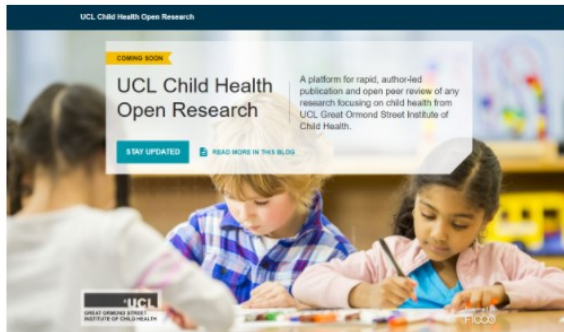 UCL Child Health Open Research
COMING SOON
UCL Child Health
Open Research
A platform for rapid, author-led
publication and open peer review of any
research focusing on child health from
UCL Great Ormond Street Institute of
Child Health.
STAY UPDATED
READ MORE IN THIS BLOG
UCL
GREAT ORMOND STREET
INSTITUTE OF CHILD HEALTH